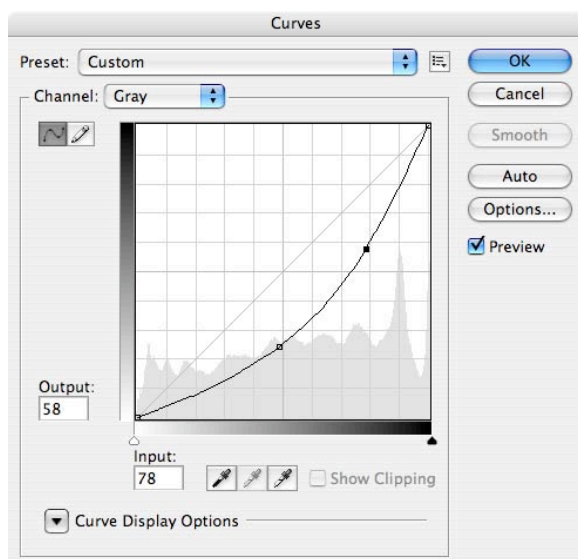 Curves
Preset: Custom
OK
Channel: Gray
Cancel
Smooth
Auto
Options...
Preview
Output:
58
Input:
78
Show Clipping
Curve Display Options